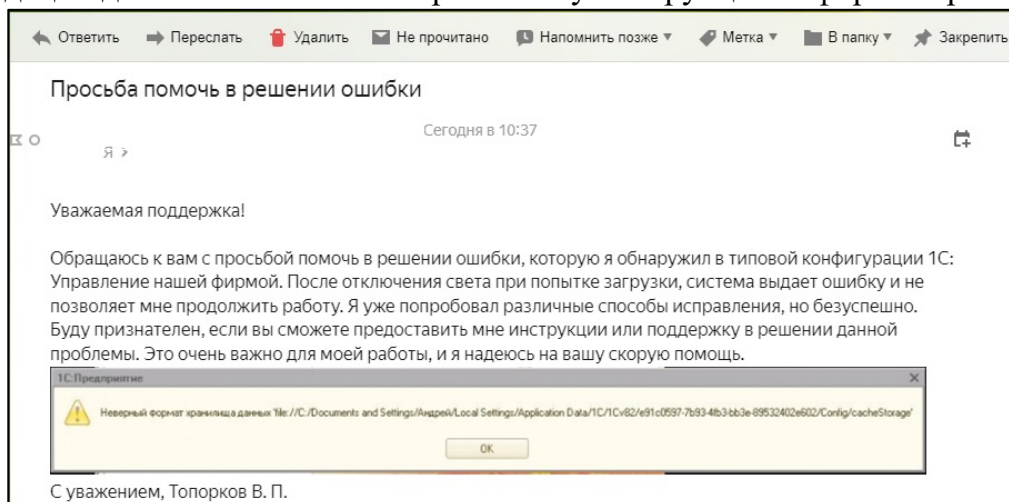 Ответить Переслать Удалить Не прочитано Напомнить позже Метка В папку Закрепить
Просьба помочь в решении ошибки
Сегодня в 10:37
Я >
Уважаемая поддержка!
Обращаюсь к вам с просьбой помочь в решении ошибки, которую я обнаружил в типовой конфигурации 1С:
Управление нашей фирмой. После отключения света при попытке загрузки, система выдает ошибку и не
позволяет мне продолжить работу. Я уже попробовал различные способы исправления, но безуспешно.
Буду признателен, если вы сможете предоставить мне инструкции или поддержку в решении данной
проблемы. Это очень важно для моей работы, и я надеюсь на вашу скорую помощь.
1С:Предприятие
Неверный формат хранилища данных 'file://C:/Documents and Settings/Андрей/Local Settings/Application Data/1C/1Cv82/e91c0597-7b93-4fb3-bb3e-89532402e602/Config/cacheStorage'
OK
С уважением, Топорков В. П.